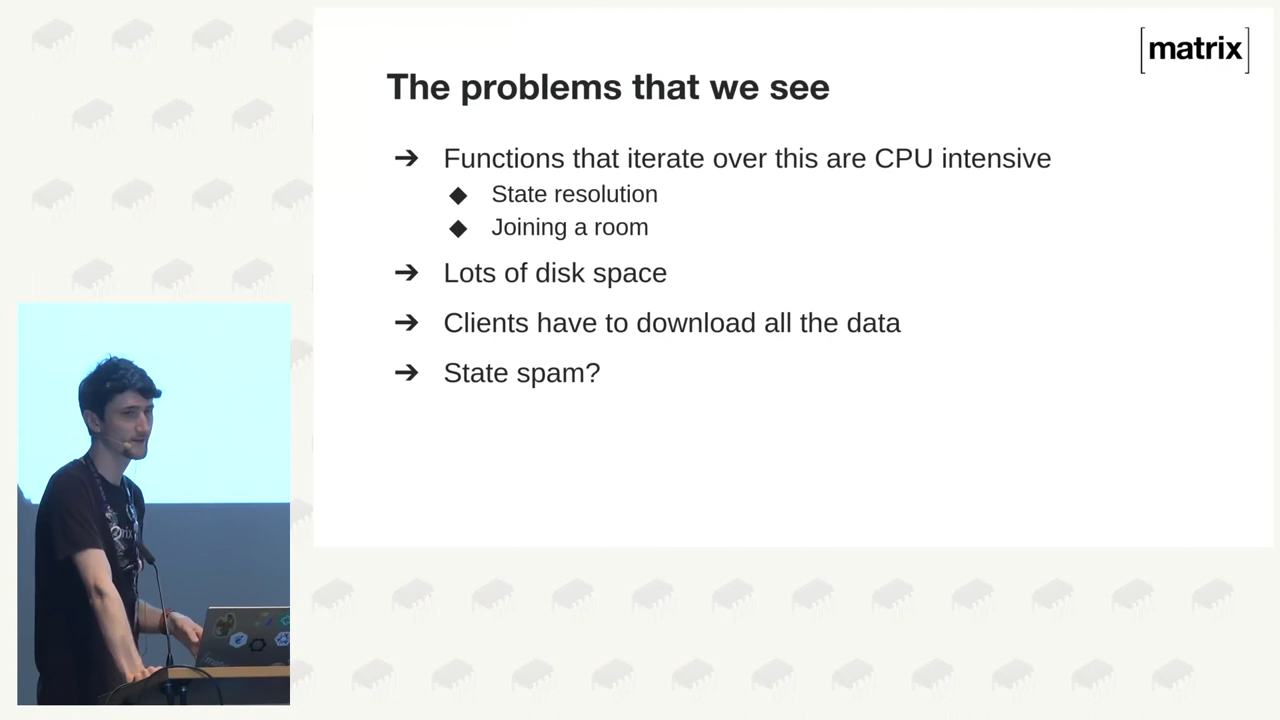 [matrix]
The problems that we see
➔ Functions that iterate over this are CPU intensive
◆ State resolution
◆ Joining a room
➔ Lots of disk space
➔ Clients have to download all the data
➔ State spam?